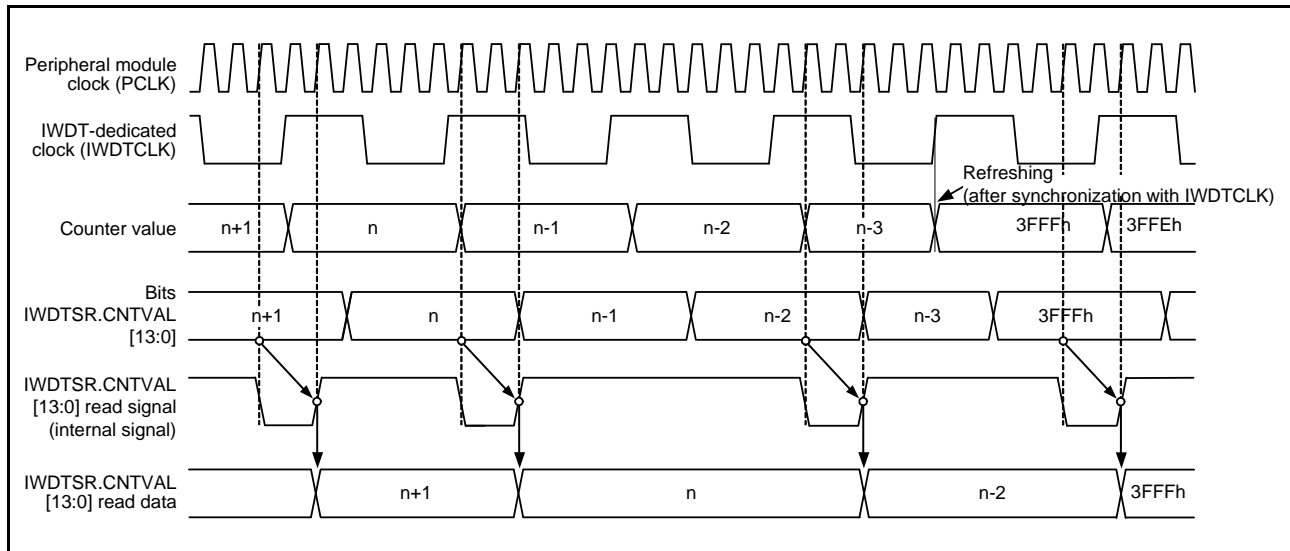 Peripheral module
clock (PCLK)
IWDT-dedicated
clock (IWDTCLK)
Refreshing
(after synchronization with IWDTCLK)
Counter value
n+1
n
n-1
n-2
n-3
3FFFh
3FFEh
Bits
IWDTSR.CNTVAL
[13:0]
n+1
n
n-1
n-2
n-3
3FFFh
IWDTSR.CNTVAL
[13:0] read signal
(internal signal)
IWDTSR.CNTVAL
[13:0] read data
n+1
n
n-2
3FFFh